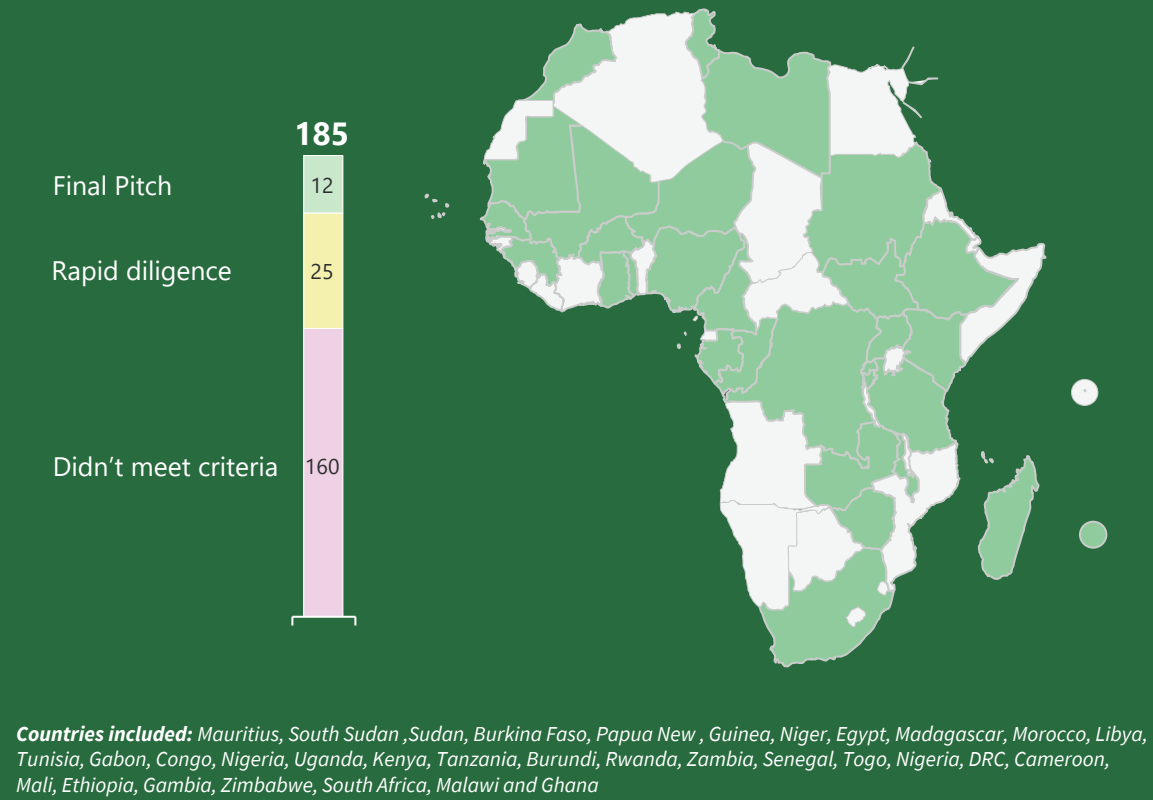 185
Final Pitch
12
Rapid diligence
25
Didn't meet criteria
160
Countries included: Mauritius, South Sudan ,Sudan, Burkina Faso, Papua New , Guinea, Niger, Egypt, Madagascar, Morocco, Libya,
Tunisia, Gabon, Congo, Nigeria, Uganda, Kenya, Tanzania, Burundi, Rwanda, Zambia, Senegal, Togo, Nigeria, DRC, Cameroon,
Mali, Ethiopia, Gambia, Zimbabwe, South Africa, Malawi and Ghana